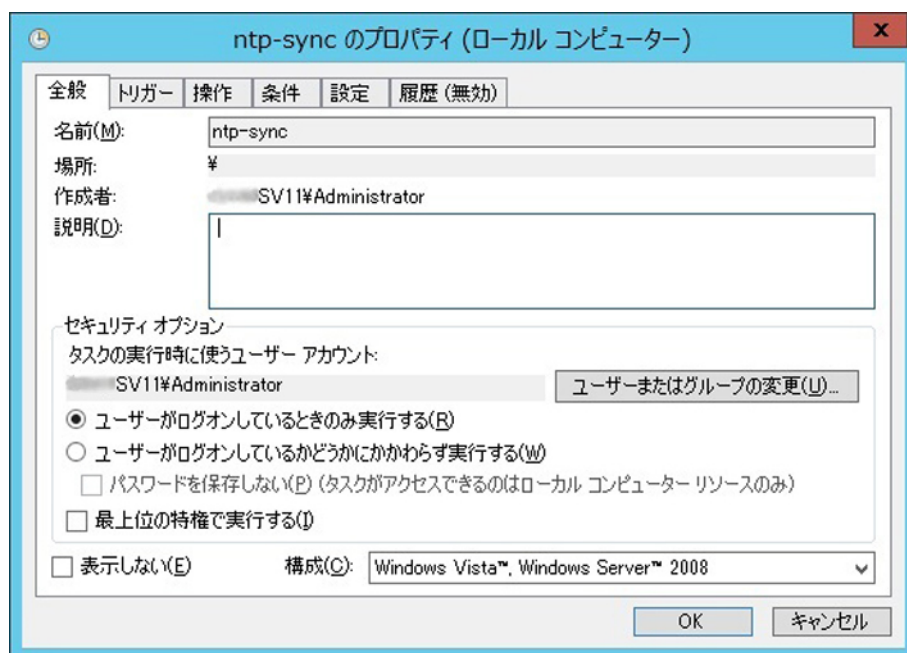 ntp-sync のプロパティ (ローカル コンピューター)
x
全般 トリガー 操作 条件 設定 履歴 (無効)
名前(M): ntp-sync
場所: ¥
作成者: SV11¥Administrator
説明(D):
セキュリティ オプション
タスクの実行時に使うユーザー アカウント:
SV11¥Administrator ユーザーまたはグループの変更(U)...
ユーザーがログオンしているときのみ実行する(R)
ユーザーがログオンしているかどうかにかかわらず実行する(W)
パスワードを保存しない(P) (タスクがアクセスできるのはローカル コンピューター リソースのみ)
最上位の特権で実行する(I)
表示しない(E) 構成(C): Windows Vista™, Windows Server™ 2008
OK キャンセル